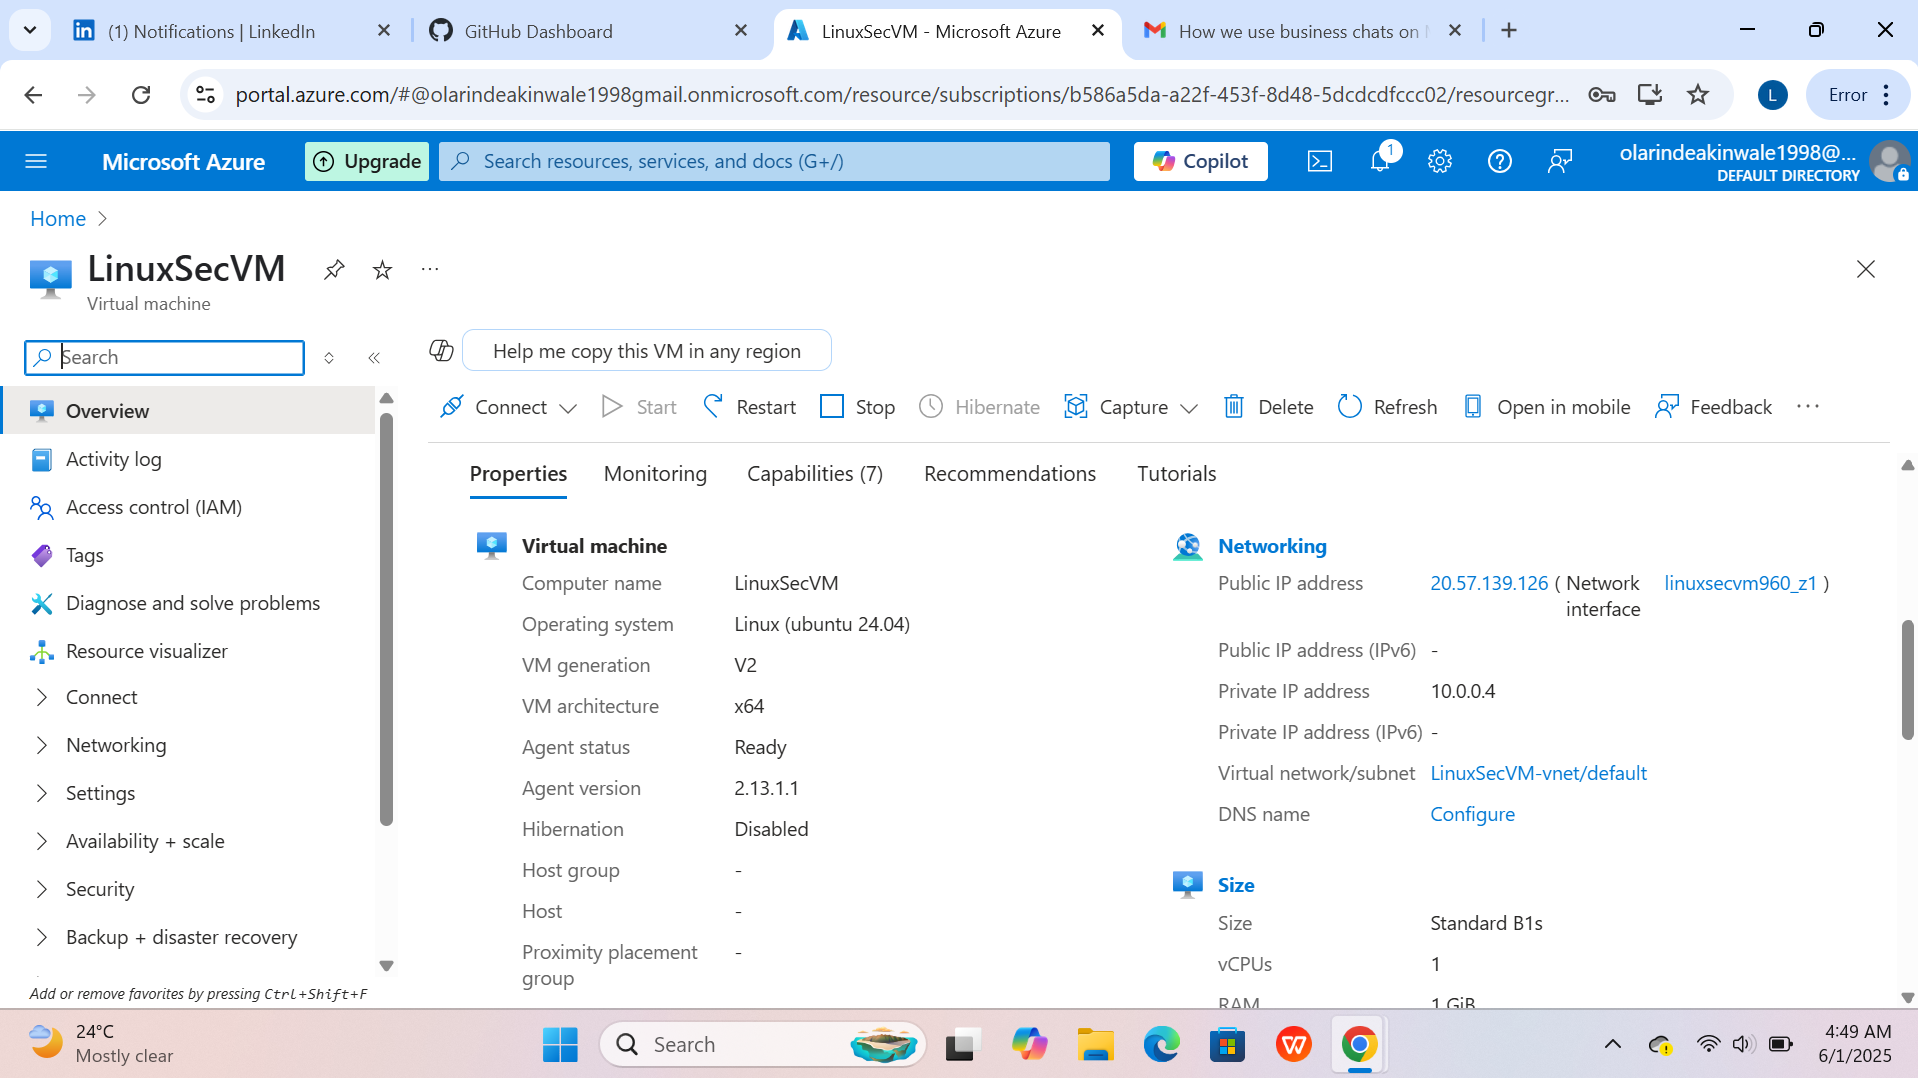 (1) Notifications | LinkedIn
GitHub Dashboard
LinuxSecVM - Microsoft Azure
How we use business chats on
portal.azure.com/#@olarindeakinwale1998gmail.onmicrosoft.com/resource/subscriptions/b586a5da-a22f-453f-8d48-5dcdcdfccc02/resourcegr...
L
Error
Microsoft Azure
Upgrade
Search resources, services, and docs (G+/)
Copilot
1
olarindeakinwale1998@...
DEFAULT DIRECTORY
Home
LinuxSecVM
Virtual machine
Search
Help me copy this VM in any region
Connect
Start
Restart
Stop
Hibernate
Capture
Delete
Refresh
Open in mobile
Feedback
Overview
Activity log
Access control (IAM)
Tags
Diagnose and solve problems
Resource visualizer
Connect
Networking
Settings
Availability + scale
Security
Backup + disaster recovery
Add or remove favorites by pressing Ctrl+Shift+F
Properties
Monitoring
Capabilities (7)
Recommendations
Tutorials
Virtual machine
Computer name LinuxSecVM
Operating system Linux (ubuntu 24.04)
VM generation V2
VM architecture x64
Agent status Ready
Agent version 2.13.1.1
Hibernation Disabled
Host group -
Host -
Proximity placement -
group
Networking
Public IP address 20.57.139.126 ( Network linuxsecvm960_z1 )
interface
Public IP address (IPv6) -
Private IP address 10.0.0.4
Private IP address (IPv6) -
Virtual network/subnet LinuxSecVM-vnet/default
DNS name Configure
Size
Size Standard B1s
vCPUs 1
RAM 1 GiB
24°C
Mostly clear
Search
4:49 AM
6/1/2025